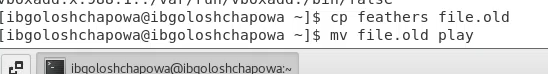 [ibgoloshchapowa@ibgoloshchapowa ~]$ cp feathers file.old
[ibgoloshchapowa@ibgoloshchapowa ~]$ mv file.old play
ibgoloshchapowa@ibgoloshchapowa:~